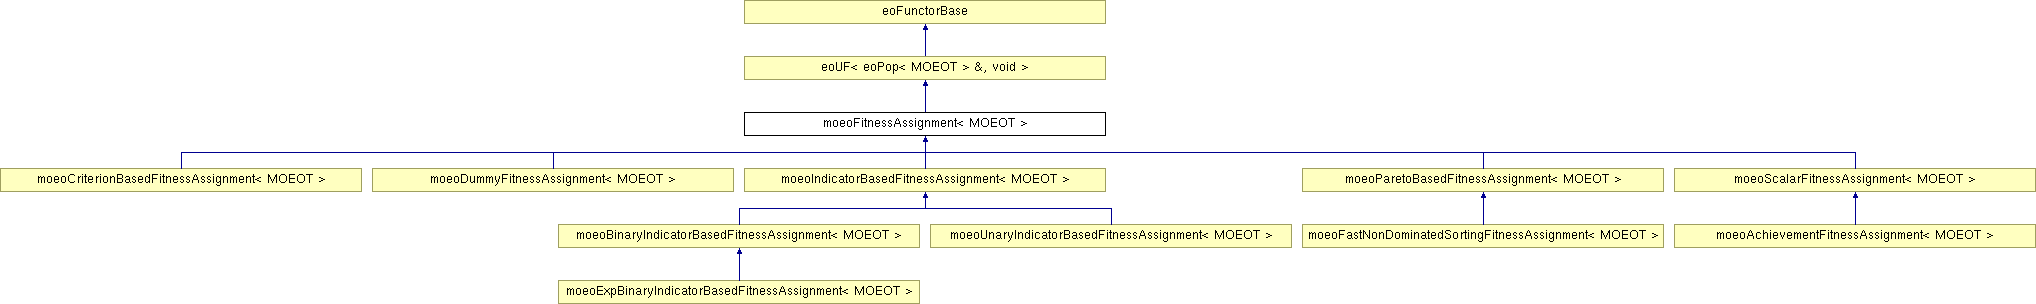 eoFunctorBase
eoUF< eoPop< MOEOT > &, void >
moeoFitnessAssignment< MOEOT >
moeoCriterionBasedFitnessAssignment< MOEOT >
moeoDummyFitnessAssignment< MOEOT >
moeoIndicatorBasedFitnessAssignment< MOEOT >
moeoParetoBasedFitnessAssignment< MOEOT >
moeoScalarFitnessAssignment< MOEOT >
moeoBinaryIndicatorBasedFitnessAssignment< MOEOT >
moeoUnaryIndicatorBasedFitnessAssignment< MOEOT >
moeoFastNonDominatedSortingFitnessAssignment< MOEOT >
moeoAchievementFitnessAssignment< MOEOT >
moeoExpBinaryIndicatorBasedFitnessAssignment< MOEOT >